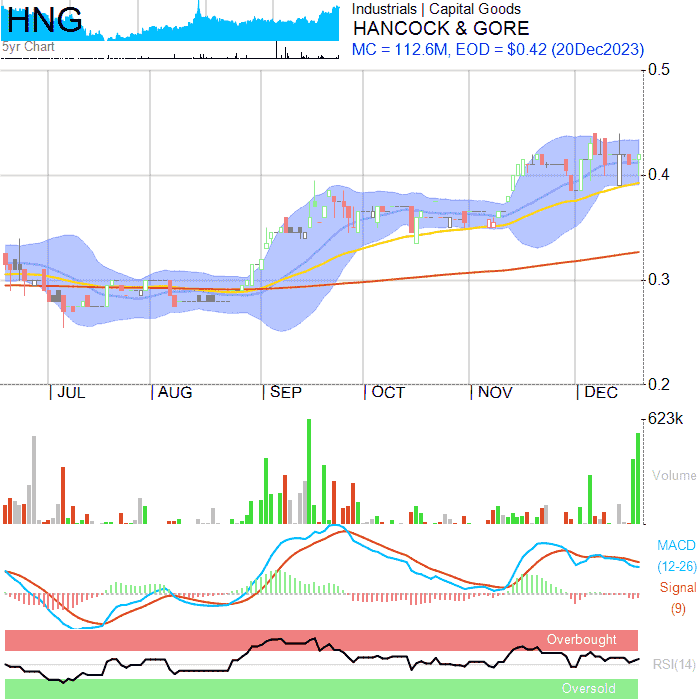 HNG
5yr Chart
Industrials | Capital Goods
HANCOCK & GORE
MC = 112.6M, EOD = $0.42 (20Dec2023)
0.5
0.4
0.3
0.2
JUL AUG SEP OCT NOV DEC
623k
Volume
MACD
(12-26)
Signal
(9)
Overbought
RSI(14)
Oversold